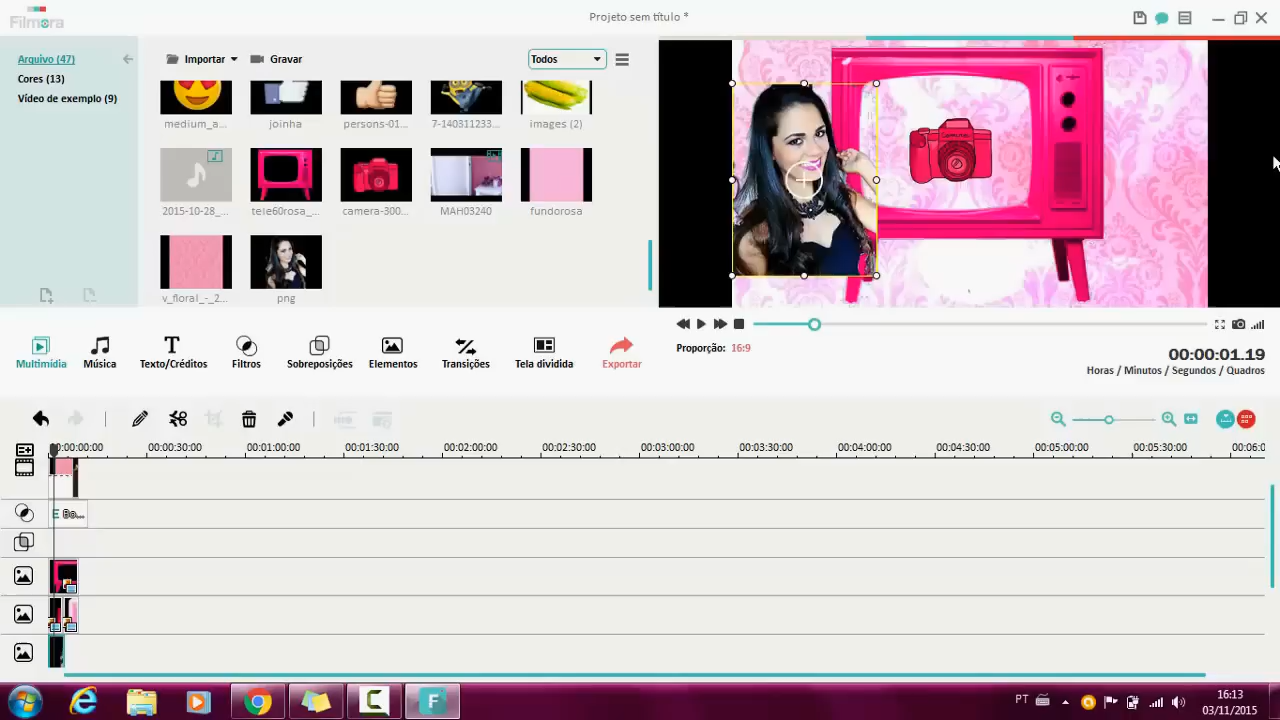 Filmora
Projeto sem título *
Arquivo (47)
Cores (13)
Vídeo de exemplo (9)
Importar
Gravar
Todos
medium_a...
joinha
persons-01...
7-140311233...
images (2)
2015-10-28_...
tele60rosa_...
camera-300...
MAH03240
fundorosa
v_floral_-_2...
png
Proporção: 16:9
00:00:01.19
Horas / Minutos / Segundos / Quadros
Multimídia
Música
Texto/Créditos
Filtros
Sobreposições
Elementos
Transições
Tela dividida
Exportar
00:00:00:00
00:00:30:00
00:01:00:00
00:01:30:00
00:02:00:00
00:02:30:00
00:03:00:00
00:03:30:00
00:04:00:00
00:04:30:00
00:05:00:00
00:05:30:00
00:06:0
Bo...
PT
16:13
03/11/2015